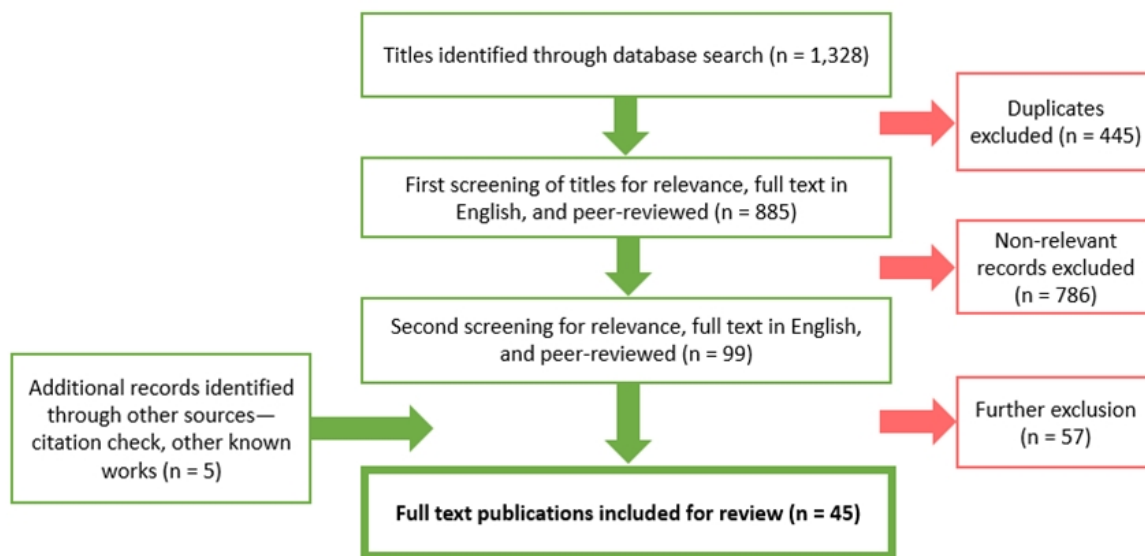 Titles identified through database search (n = 1,328)
Duplicates
excluded (n = 445)
First screening of titles for relevance, full text in
English, and peer-reviewed (n = 885)
Non-relevant
records excluded
(n = 786)
Second screening for relevance, full text in English,
and peer-reviewed (n = 99)
Additional records identified
through other sources—
citation check, other known
works (n = 5)
Further exclusion
(n = 57)
Full text publications included for review (n = 45)